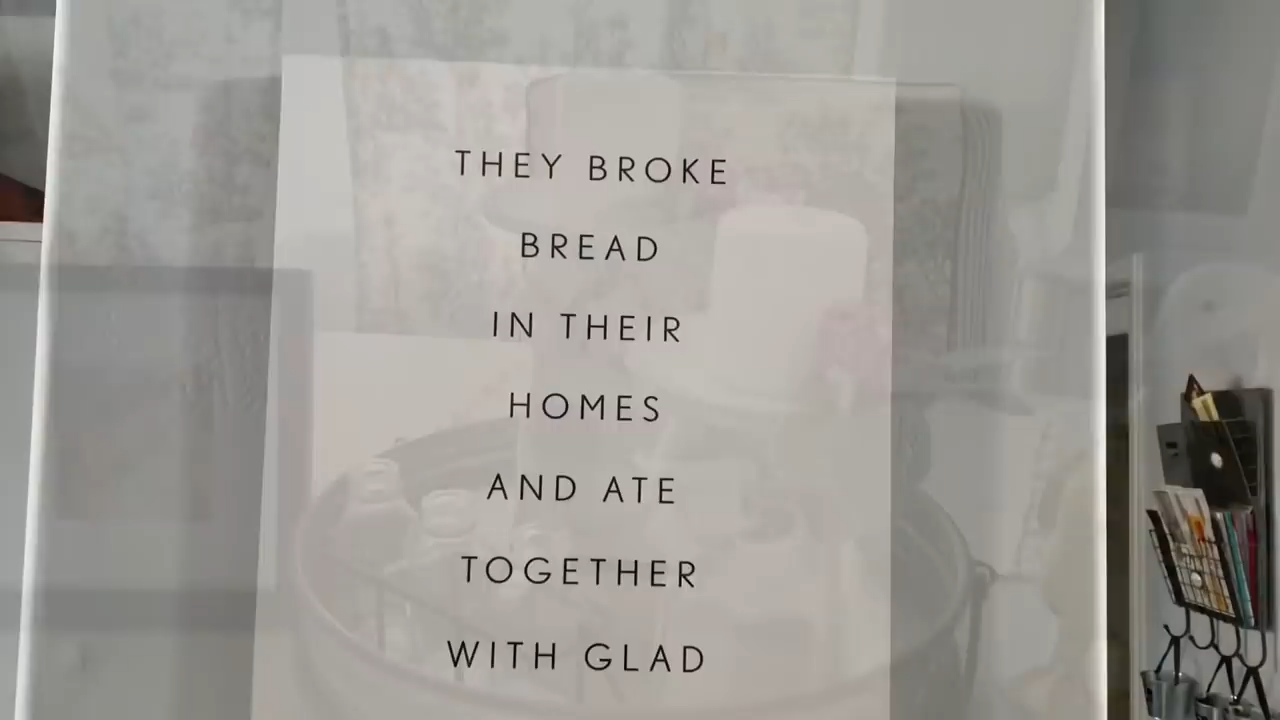 THEY BROKE
BREAD
IN THEIR
HOMES
AND ATE
TOGETHER
WITH GLAD